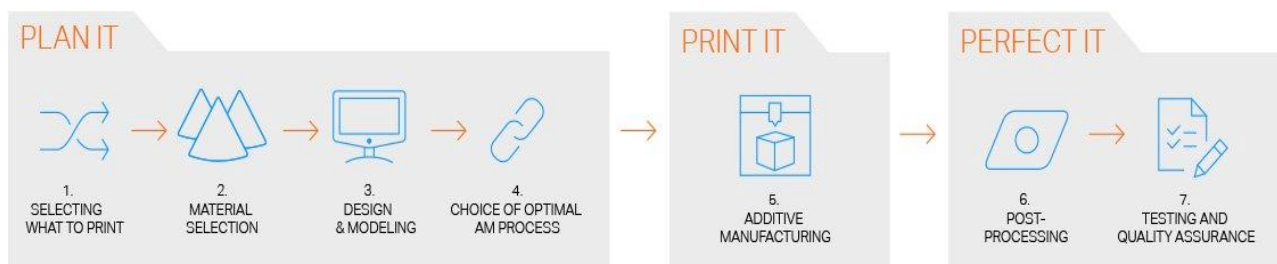 PLAN IT
1.
SELECTING
WHAT TO PRINT
2.
MATERIAL
SELECTION
3.
DESIGN
& MODELING
4.
CHOICE OF OPTIMAL
AM PROCESS
PRINT IT
5.
ADDITIVE
MANUFACTURING
PERFECT IT
6.
POST-
PROCESSING
7.
TESTING AND
QUALITY ASSURANCE